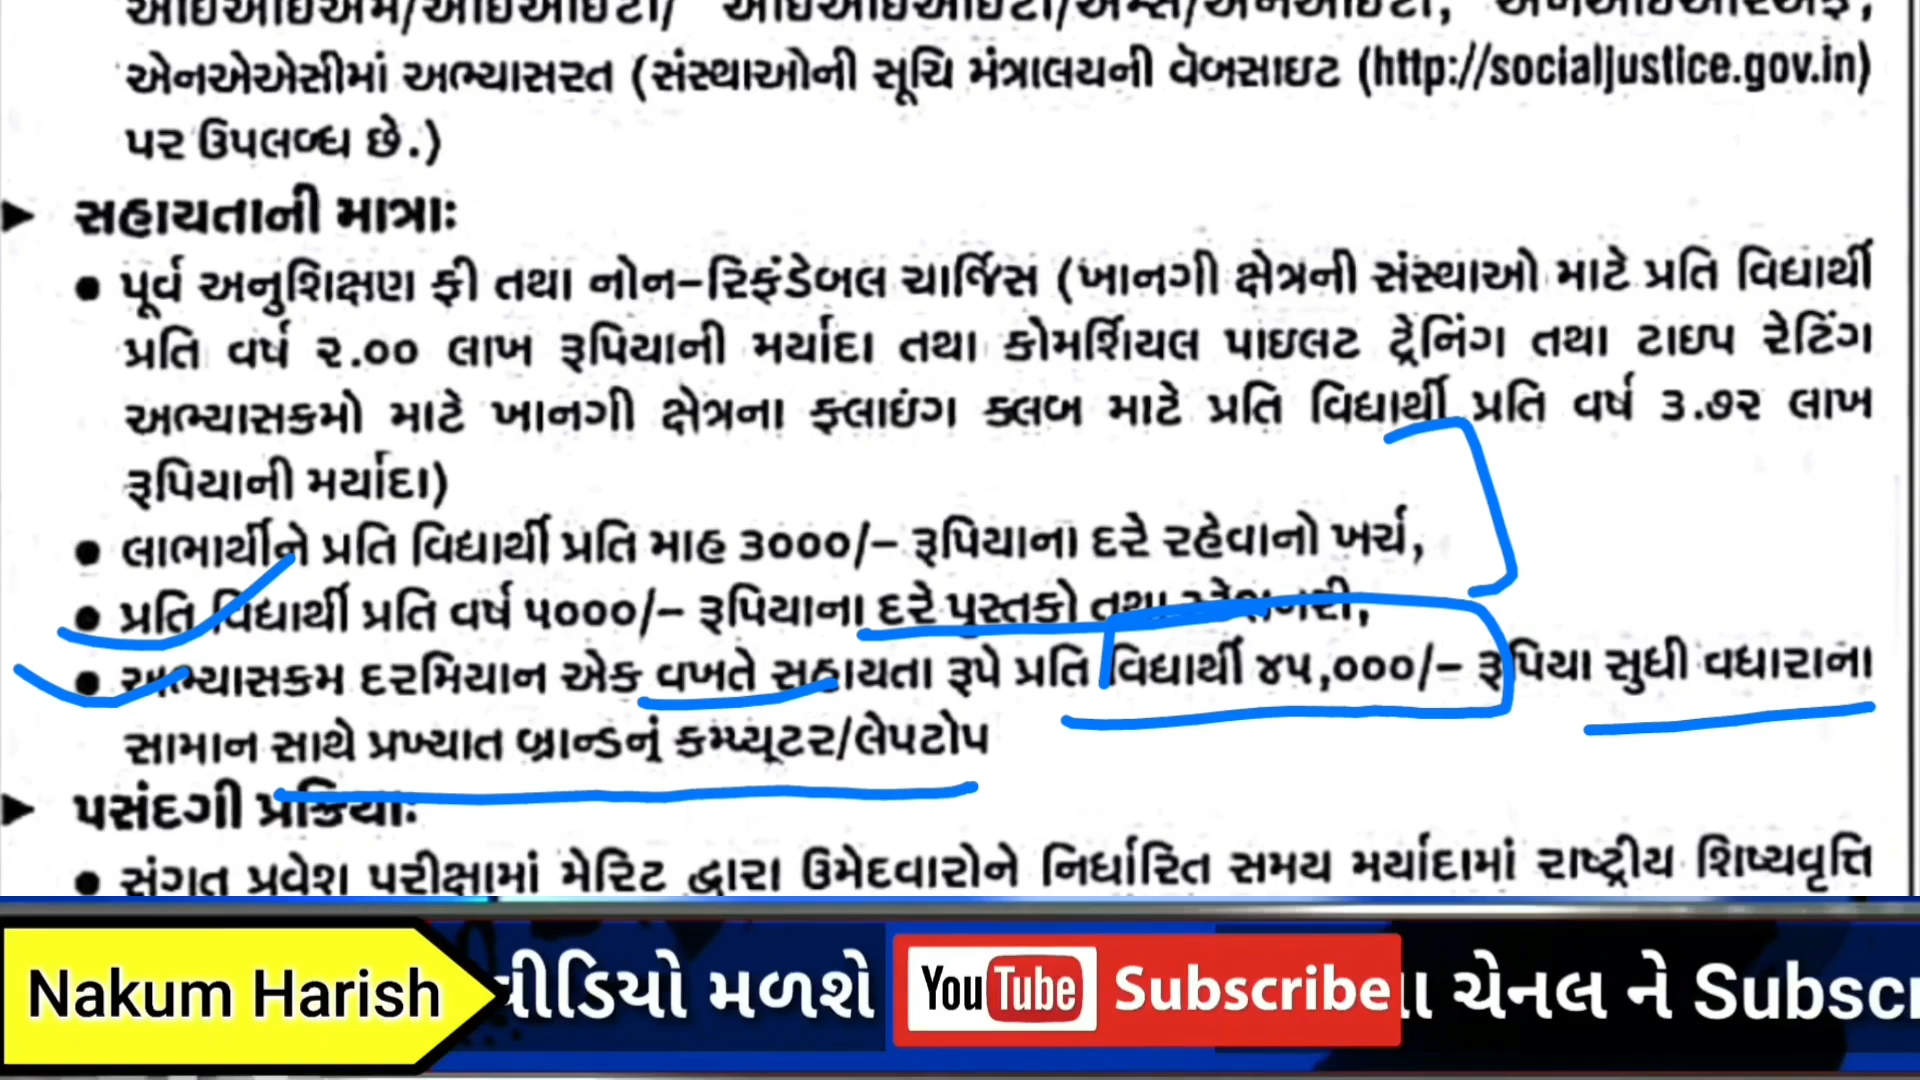 એનએએસીમાં અભ્યાસરત (સંસ્થાઓની સૂચિ મંત્રાલયની વેબસાઇટ (http://socialjustice.gov.in)
પર ઉપલબ્ધ છે.)
સહાયતાની માત્રાઃ
● પૂર્વ અનુશિક્ષણ ફી તથા નોન–રિફંડેબલ ચાર્જિસ (ખાનગી ક્ષેત્રની સંસ્થાઓ માટે પ્રતિ વિદ્યાર્થી
પ્રતિ વર્ષ ૨.૦૦ લાખ રૂપિયાની મર્યાદા તથા કોમર્શિયલ પાઇલટ ટ્રેનિંગ તથા ટાઇપ રેટિંગ
અભ્યાસક્રમો માટે ખાનગી ક્ષેત્રના ફ્લાઇંગ ક્લબ માટે પ્રતિ વિદ્યાર્થી પ્રતિ વર્ષ ૩.૭૨ લાખ
રૂપિયાની મર્યાદા)
● લાભાર્થીને પ્રતિ વિદ્યાર્થી પ્રતિ માહ ૩૦૦૦/– રૂપિયાના દરે રહેવાનો ખર્ચ,
● પ્રતિ વિદ્યાર્થી પ્રતિ વર્ષ ૫૦૦૦/– રૂપિયાના દરે પુસ્તકો તથા સ્ટેશનરી,
● અભ્યાસક્રમ દરમિયાન એક વખતે સહાયતા રૂપે પ્રતિ વિદ્યાર્થી ૪૫,૦૦૦/– રૂપિયા સુધી વધારાના
સામાન સાથે પ્રખ્યાત બ્રાન્ડનું કમ્પ્યૂટર/લેપટોપ
પસંદગી પ્રક્રિયાઃ
● સંગત પ્રવેશ પરીક્ષામાં મેરિટ દ્વારા ઉમેદવારોને નિર્ધારિત સમય મર્યાદામાં રાષ્ટ્રીય શિષ્યવૃત્તિ
Nakum Harish વીડિયો મળશે YouTube Subscribe ચેનલ ને Subscr